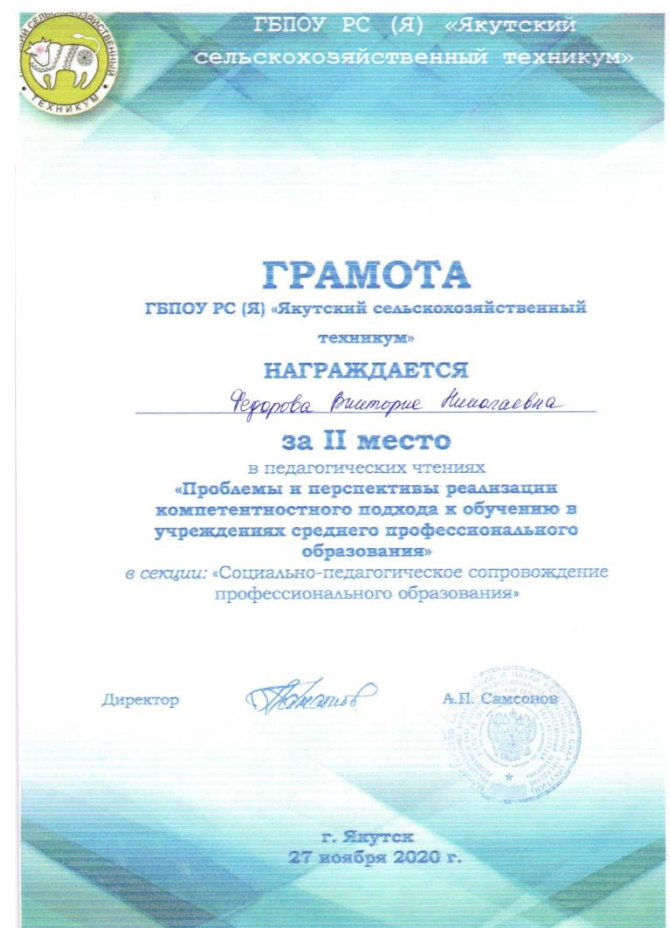 ГБПОУ РС (Я) «Якутский
сельскохозяйственный техникум»
ТЕХНИКУМ
ГРАМОТА
ГБПОУ РС (Я) «Якутский сельскохозяйственный
техникум»
НАГРАЖДАЕТСЯ
Федорова Виктория Николаевна
за II место
в педагогических чтениях
«Проблемы и перспективы реализации
компетентностного подхода к обучению в
учреждениях среднего профессионального
образования»
в секции: «Социально-педагогическое сопровождение
профессионального образования»
Директор
А.П. Самсонов
г. Якутск
27 ноября 2020 г.